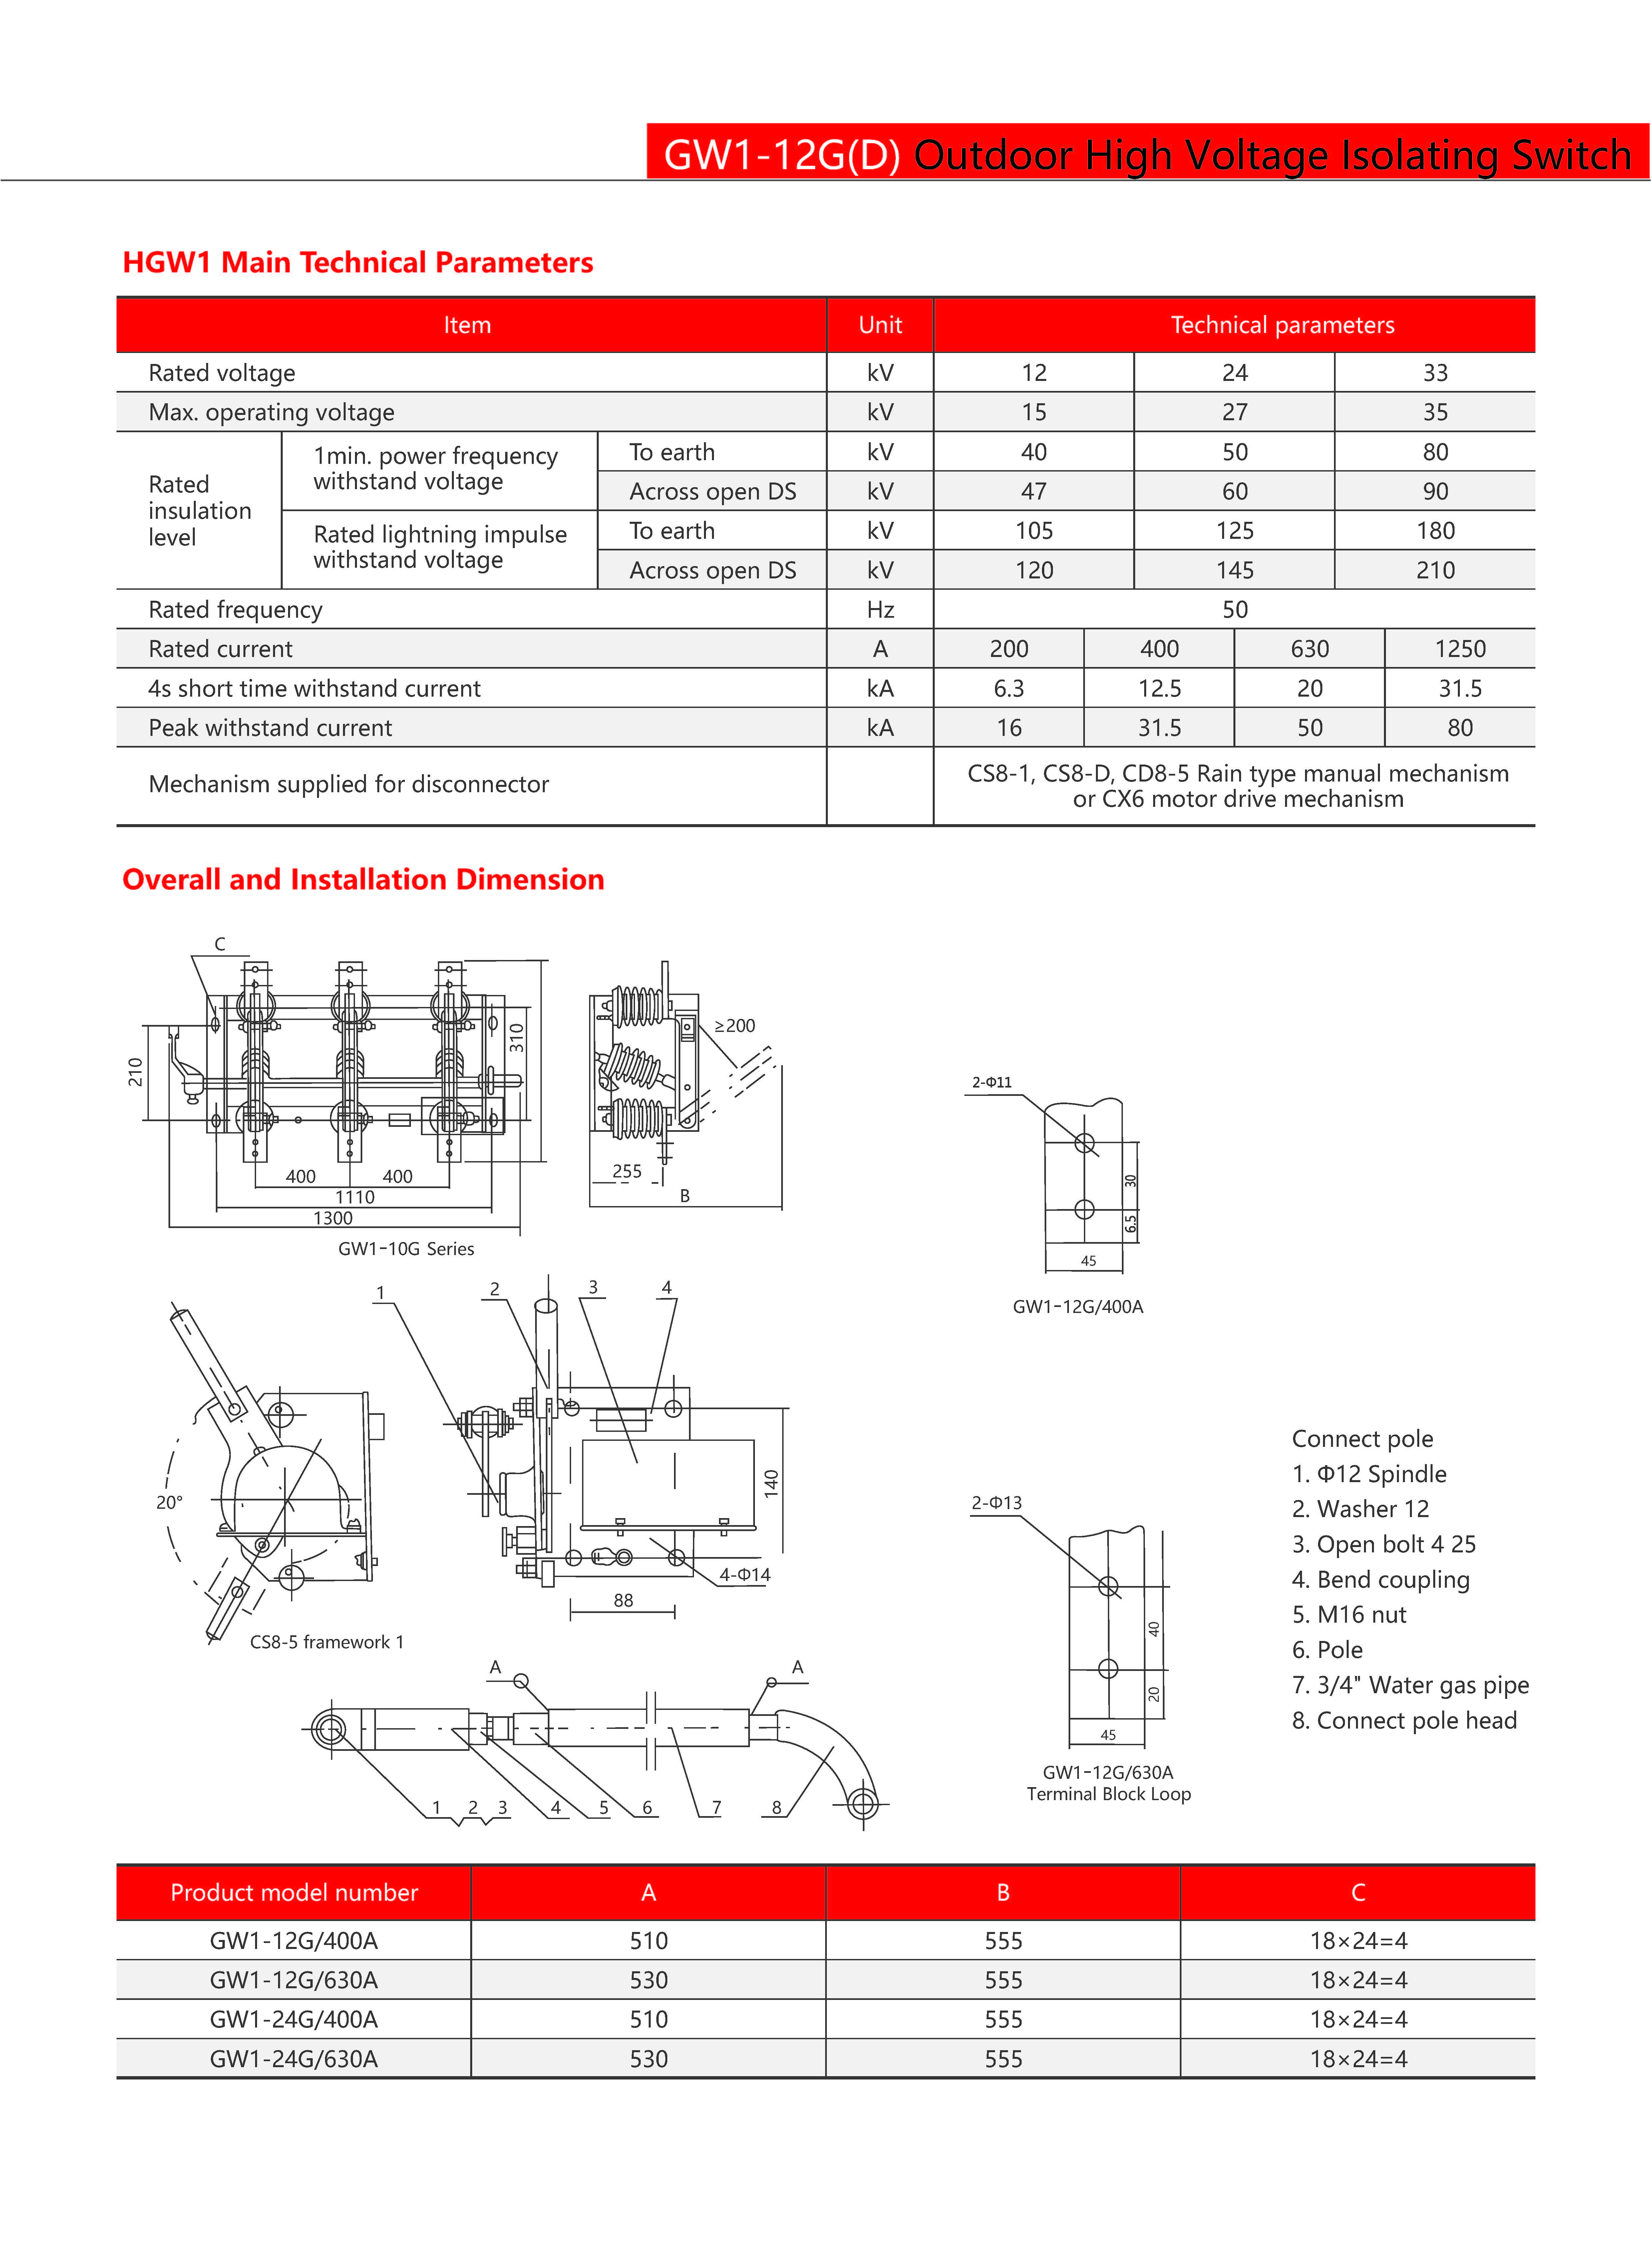 GW1-12G(D) Outdoor High Voltage Isolating Switch
HGW1 Main Technical Parameters
Item Unit Technical parameters
Rated voltage kV 12 24 33
Max. operating voltage kV 15 27 35
Rated insulation level
1min. power frequency withstand voltage
To earth kV 40 50 80
Across open DS kV 47 60 90
Rated lightning impulse withstand voltage
To earth kV 105 125 180
Across open DS kV 120 145 210
Rated frequency Hz 50
Rated current A 200 400 630 1250
4s short time withstand current kA 6.3 12.5 20 31.5
Peak withstand current kA 16 31.5 50 80
Mechanism supplied for disconnector
CS8-1, CS8-D, CD8-5 Rain type manual mechanism
or CX6 motor drive mechanism
Overall and Installation Dimension
C
210
310
400 400
1110
1300
GW1-10G Series
≥200
255
B
2-Φ11
30
6.5
45
GW1-12G/400A
1 2 3 4
20°
CS8-5 framework 1
140
4-Φ14
88
2-Φ13
40
20
45
GW1-12G/630A
Terminal Block Loop
A A
1 2 3 4 5 6 7 8
Connect pole
1. Φ12 Spindle
2. Washer 12
3. Open bolt 4 25
4. Bend coupling
5. M16 nut
6. Pole
7. 3/4" Water gas pipe
8. Connect pole head
Product model number A B C
GW1-12G/400A 510 555 18×24=4
GW1-12G/630A 530 555 18×24=4
GW1-24G/400A 510 555 18×24=4
GW1-24G/630A 530 555 18×24=4